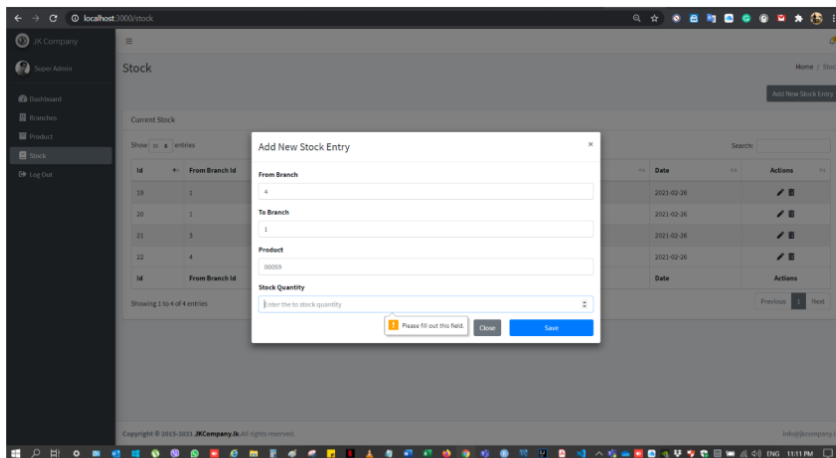 localhost:3000/stock
JK Company
Super Admin
Dashboard
Branches
Product
Stock
Log Out
Stock
Home / Stoc
Add New Stock Entry
Current Stock
Show entries
Search:
Id From Branch Id Date Actions
19 1 2021-02-26
20 1 2021-02-26
21 3 2021-02-26
22 4 2021-02-26
Id From Branch Id Date Actions
Showing 1 to 4 of 4 entries
Previous 1 Next
Add New Stock Entry ×
From Branch
4
To Branch
1
Product
Stock Quantity
Enter the to stock quantity
! Please fill out this field.
Close Save
Copyright © 2015-2021 JKCompany.lk. All rights reserved.
ENG 11:11 PM